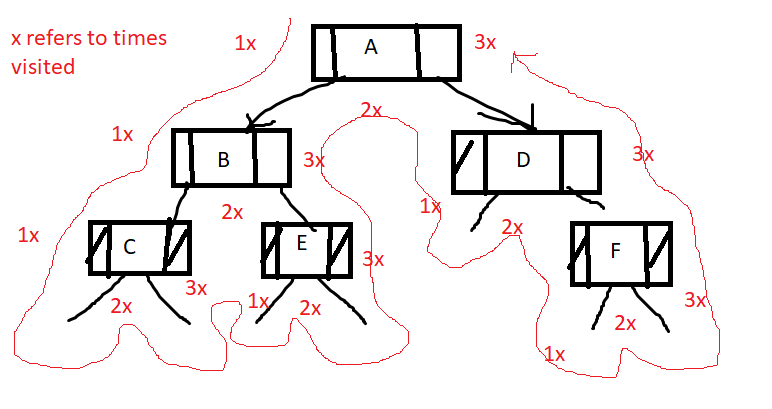 x refers to times
visited
1x
A
3x
2x
1x
B
3x
D
3x
1x
2x
1x
2x
C
E
3x
F
3x
1x
2x
2x
3x
2x
1x